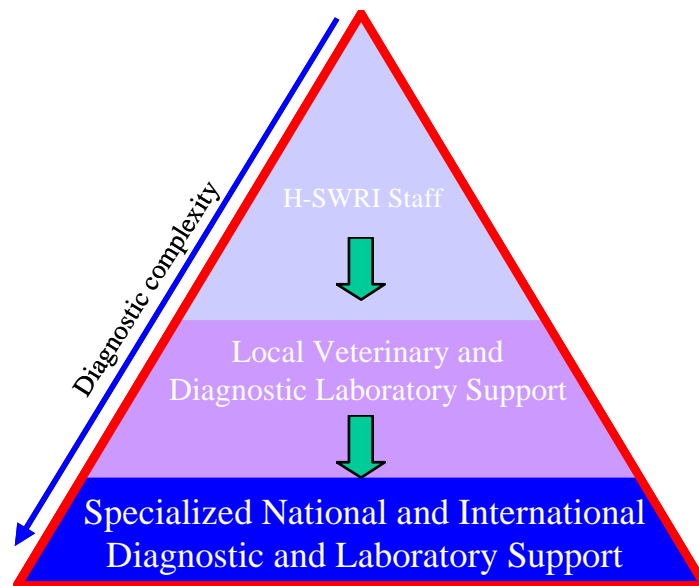 Diagnostic complexity
H-SWRI Staff
Local Veterinary and
Diagnostic Laboratory Support
Specialized National and International
Diagnostic and Laboratory Support